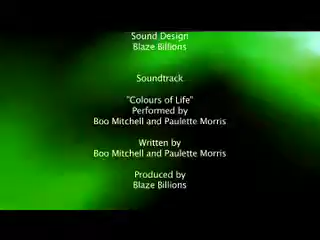 Sound Design
Blaze Billions
Soundtrack
"Colours of Life"
Performed by
Boo Mitchell and Paulette Morris
Written by
Boo Mitchell and Paulette Morris
Produced by
Blaze Billions